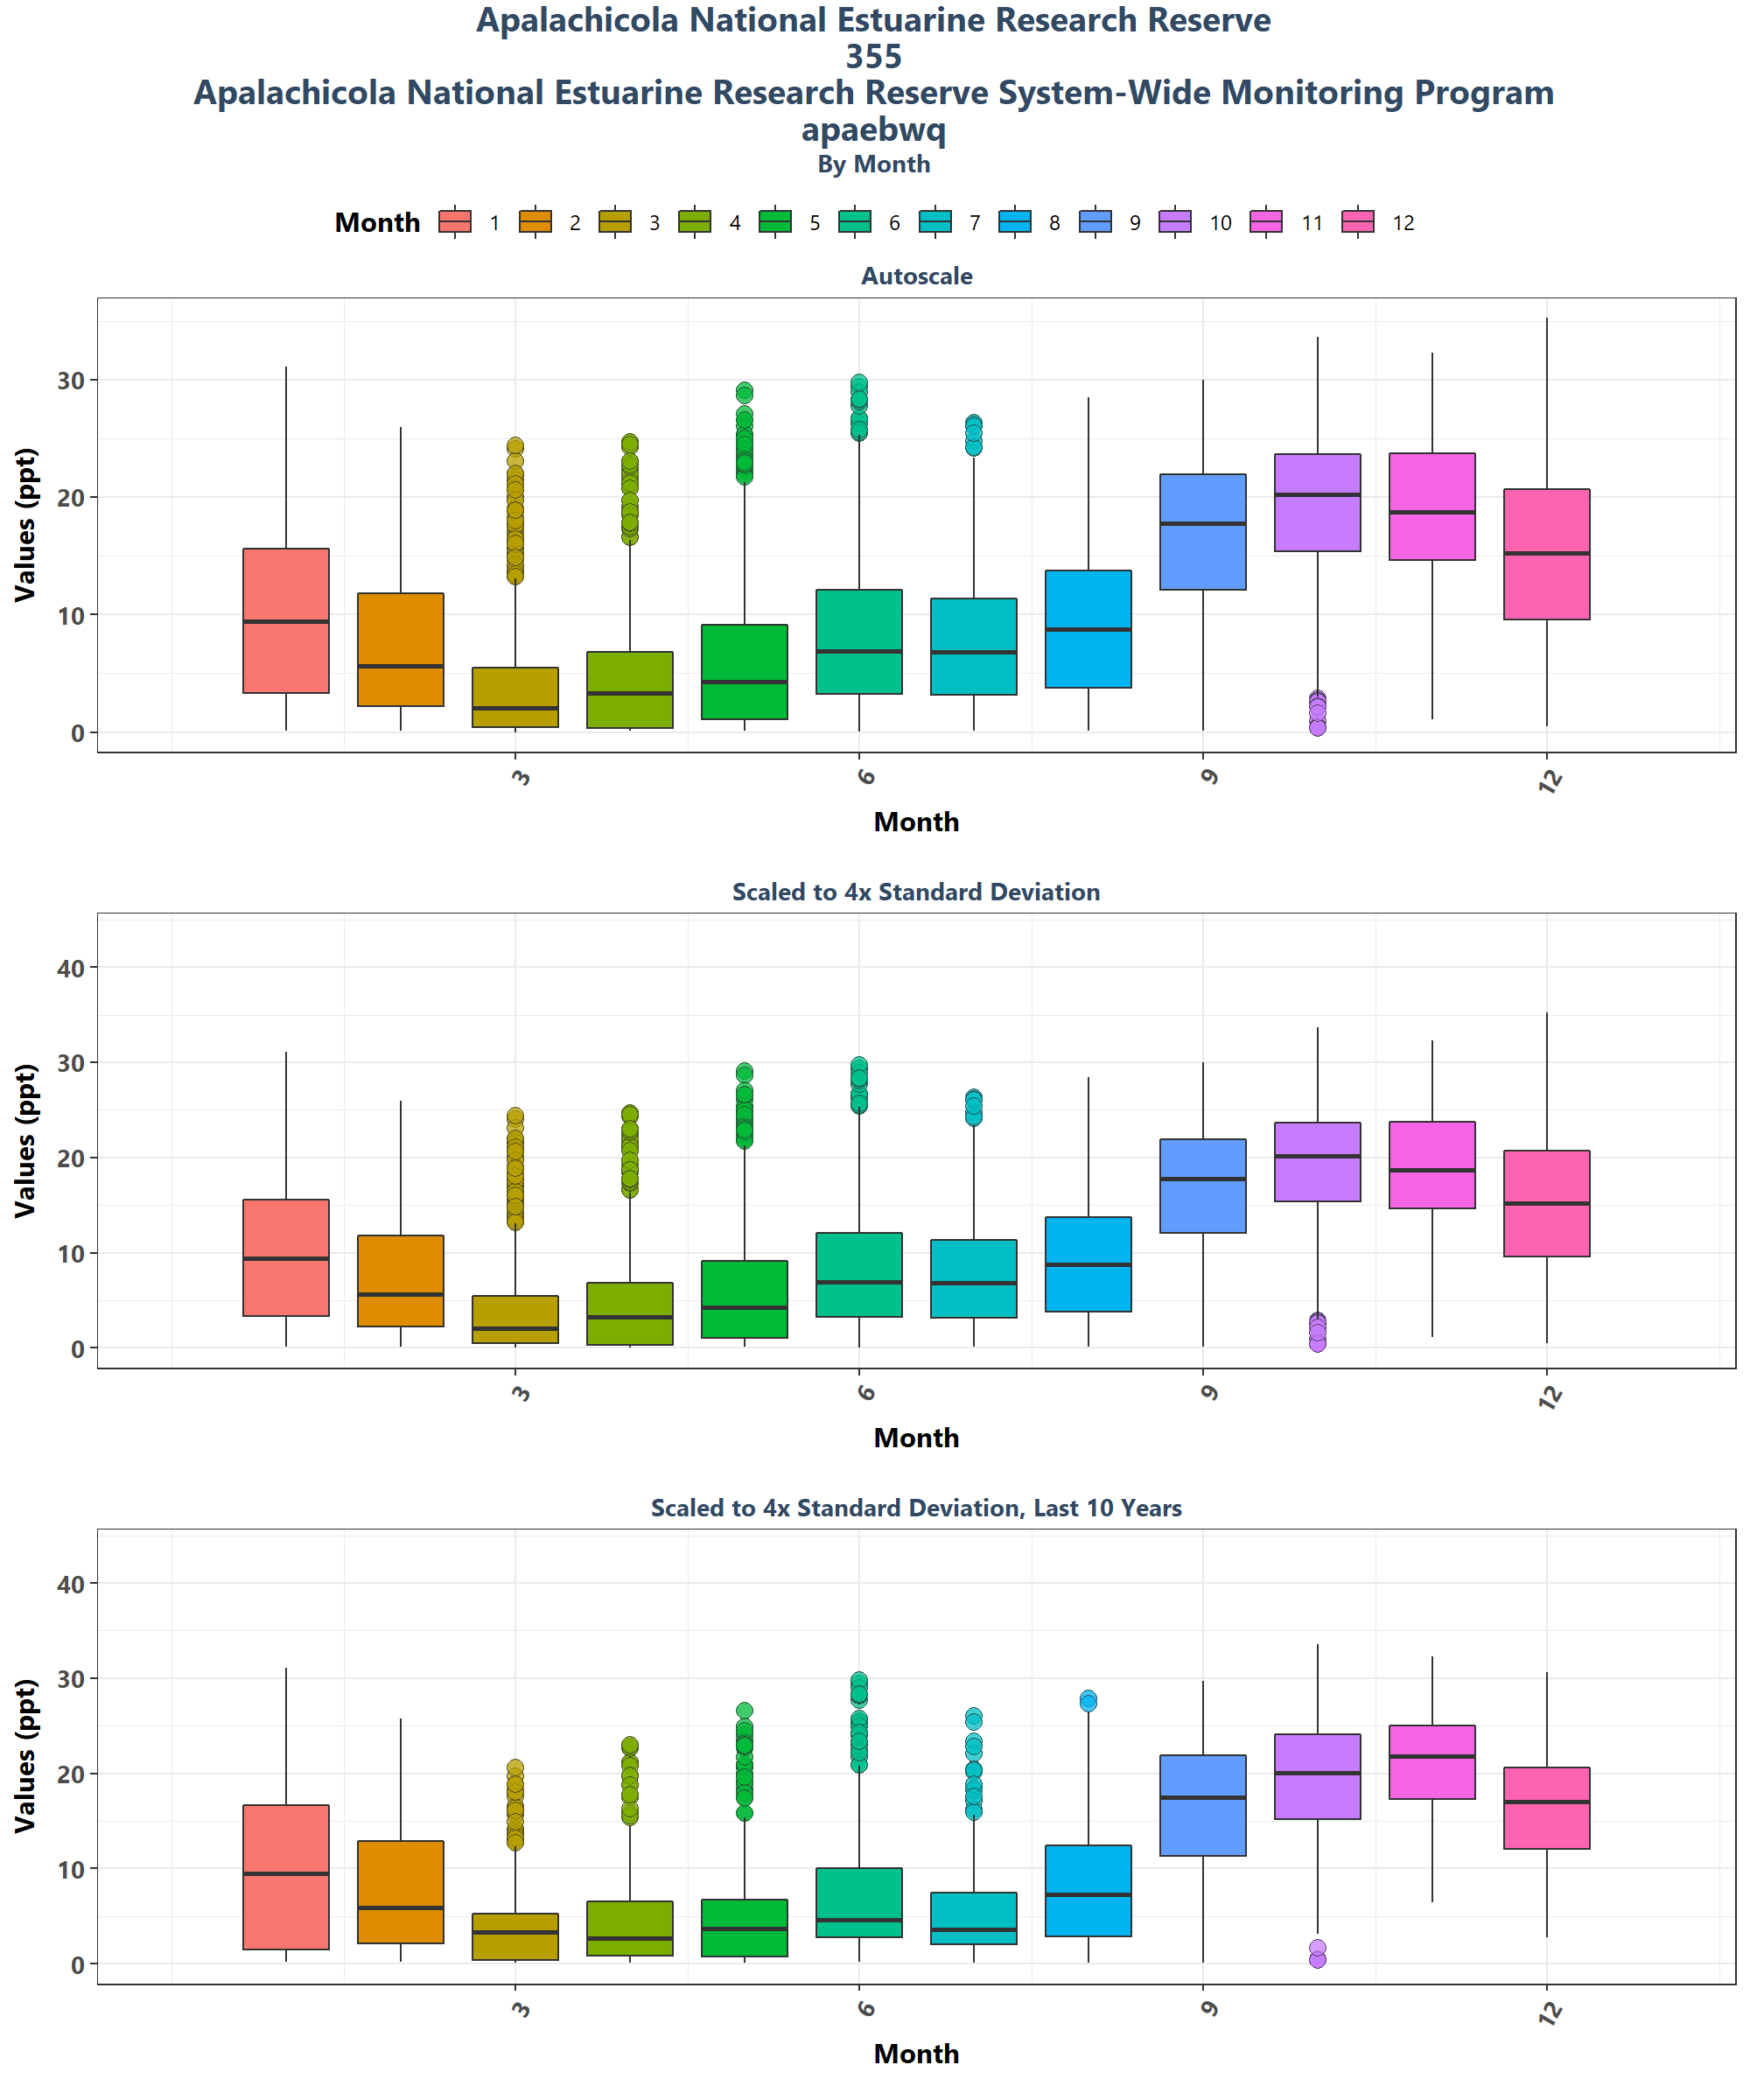 Apalachicola National Estuarine Research Reserve
355
Apalachicola National Estuarine Research Reserve System-Wide Monitoring Program
apaebwq
By Month
Month 1 2 3 4 5 6 7 8 9 10 11 12
Autoscale
Values (ppt)
30
20
10
0
3 6 9 12
Month
Scaled to 4x Standard Deviation
Values (ppt)
40
30
20
10
0
3 6 9 12
Month
Scaled to 4x Standard Deviation, Last 10 Years
Values (ppt)
40
30
20
10
0
3 6 9 12
Month